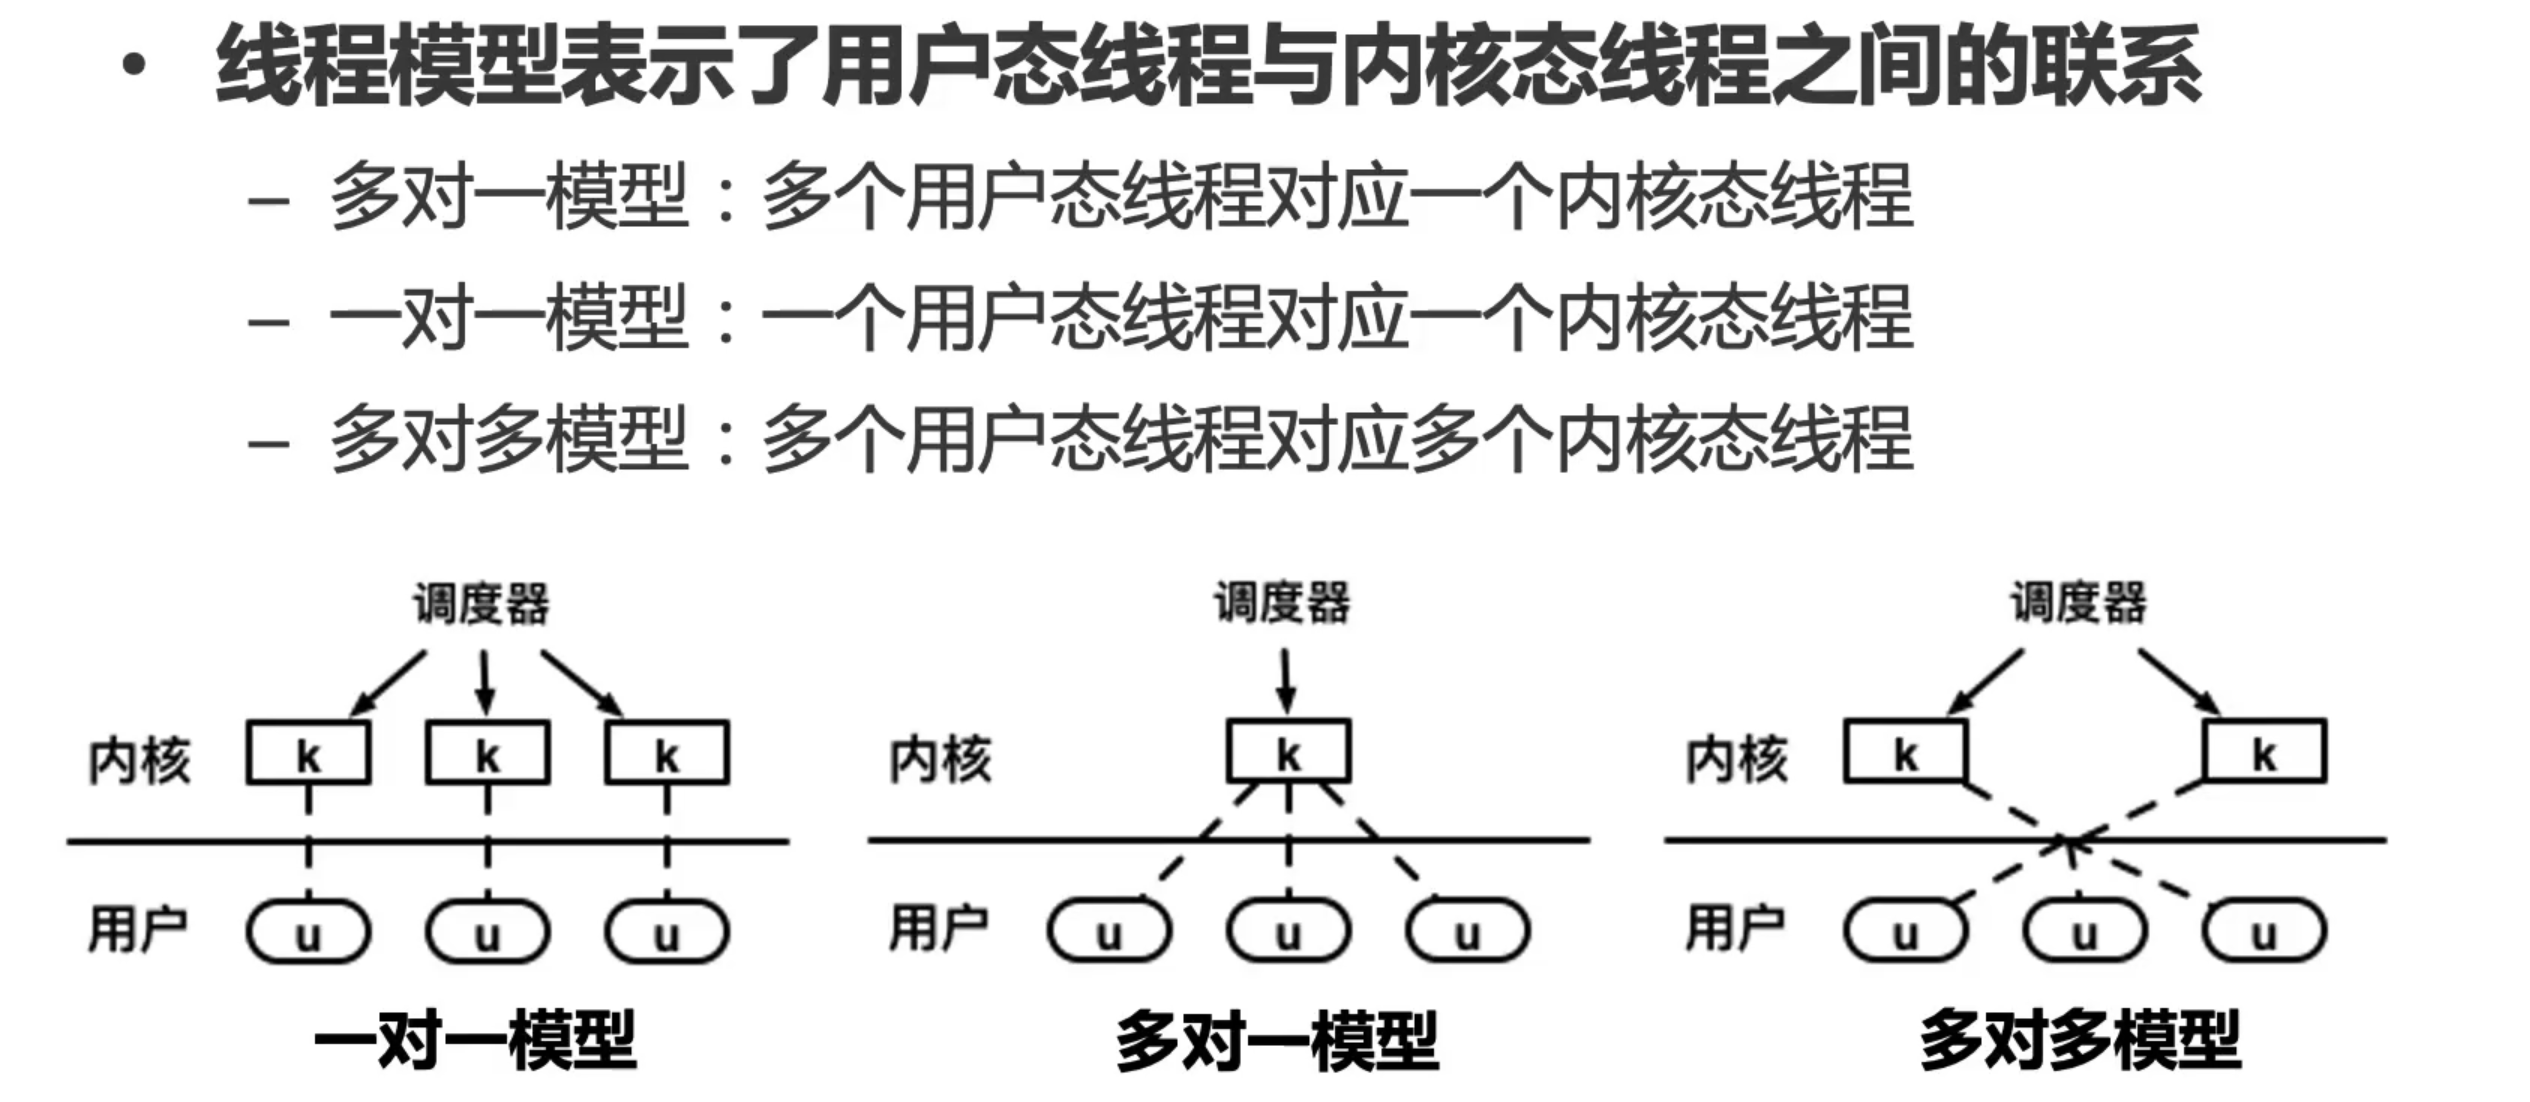 • 线程模型表示了用户态线程与内核态线程之间的联系
– 多对一模型：多个用户态线程对应一个内核态线程
– 一对一模型：一个用户态线程对应一个内核态线程
– 多对多模型：多个用户态线程对应多个内核态线程
调度器
内核 k k k
用户 u u u
一对一模型
调度器
内核 k
用户 u u u
多对一模型
调度器
内核 k k
用户 u u u
多对多模型